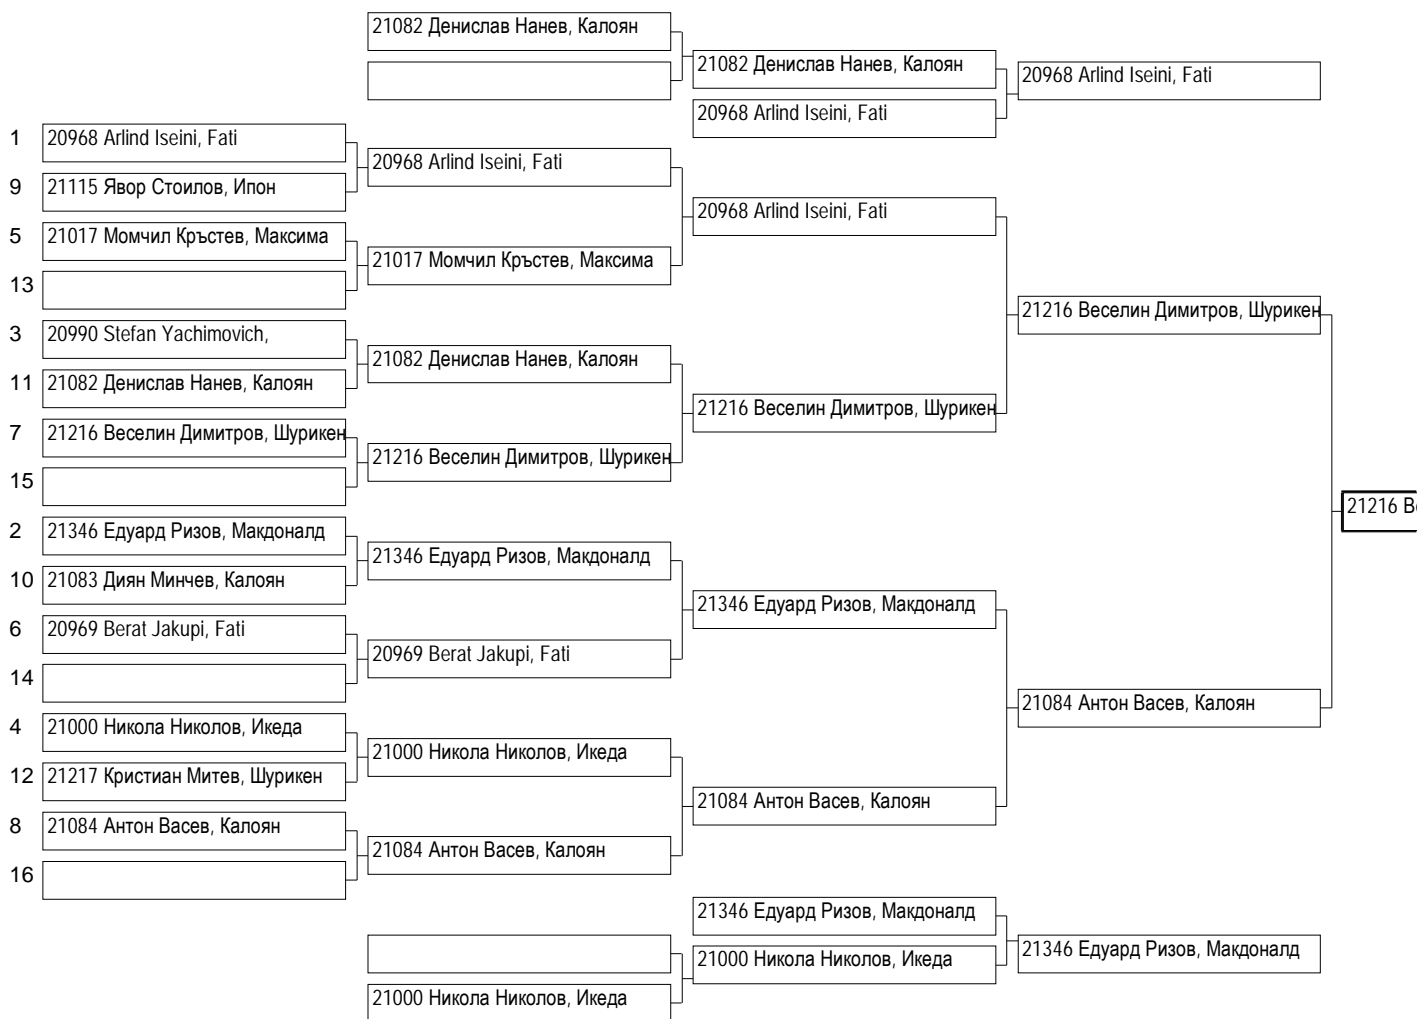 21082 Денислав Нанев, Калоян
21082 Денислав Нанев, Калоян
20968 Arlind Iseini, Fati
20968 Arlind Iseini, Fati
1 20968 Arlind Iseini, Fati
20968 Arlind Iseini, Fati
9 21115 Явор Стоилов, Ипон
20968 Arlind Iseini, Fati
5 21017 Момчил Кръстев, Максима
21017 Момчил Кръстев, Максима
13
21216 Веселин Димитров, Шурикен
3 20990 Stefan Yachimovich,
21082 Денислав Нанев, Калоян
11 21082 Денислав Нанев, Калоян
21216 Веселин Димитров, Шурикен
7 21216 Веселин Димитров, Шурикен
21216 Веселин Димитров, Шурикен
15
21216
2 21346 Едуард Ризов, Макдоналд
21346 Едуард Ризов, Макдоналд
10 21083 Диян Минчев, Калоян
21346 Едуард Ризов, Макдоналд
6 20969 Berat Jakupi, Fati
20969 Berat Jakupi, Fati
14
21084 Антон Васев, Калоян
4 21000 Никола Николов, Икеда
21000 Никола Николов, Икеда
12 21217 Кристиан Митев, Шурикен
21084 Антон Васев, Калоян
8 21084 Антон Васев, Калоян
21084 Антон Васев, Калоян
16
21346 Едуард Ризов, Макдоналд
21000 Никола Николов, Икеда
21346 Едуард Ризов, Макдоналд
21000 Никола Николов, Икеда